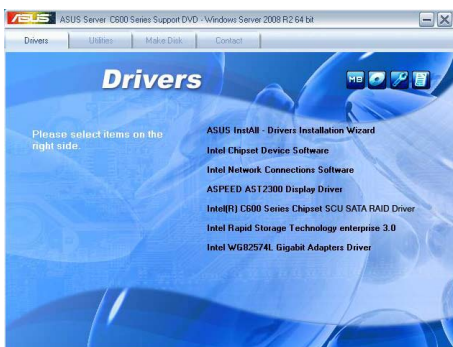 ASUS
ASUS Server C600 Series Support DVD - Windows Server 2008 R2 64 bit
Drivers
Utilities
Make Disk
Contact
Drivers
MB
Please select items on the
right side.
ASUS InstAll - Drivers Installation Wizard
Intel Chipset Device Software
Intel Network Connections Software
ASPEED AST2300 Display Driver
Intel(R) C600 Series Chipset SCU SATA RAID Driver
Intel Rapid Storage Technology enterprise 3.0
Intel WG82574L Gigabit Adapters Driver